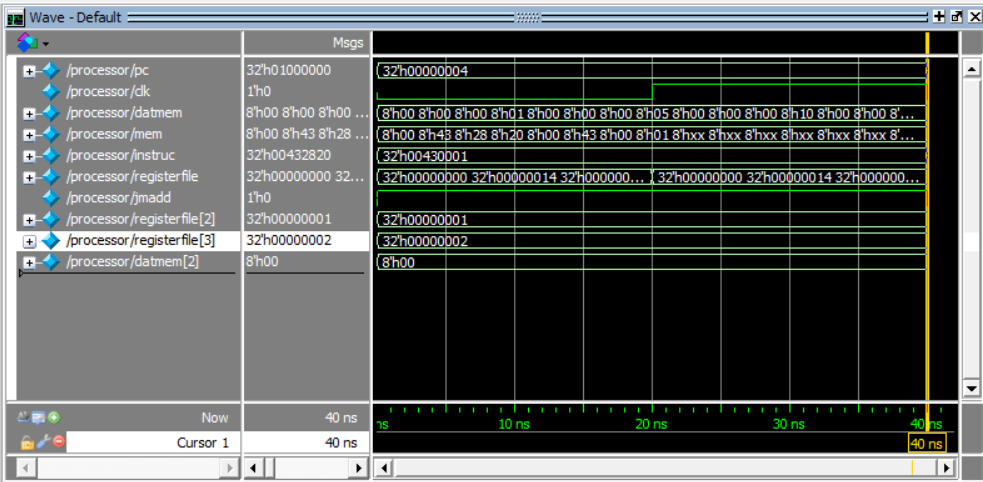 Wave - Default
Msgs
/processor/pc 32'h01000000 32'h00000004
/processor/clk 1'h0
/processor/datmem 8'h00 8'h00 8'h00 ... 8'h00 8'h00 8'h00 8'h01 8'h00 8'h00 8'h00 8'h05 8'h00 8'h00 8'h00 8'h10 8'h00 8'h00 8'...
/processor/mem 8'h00 8'h43 8'h28 ... 8'h00 8'h43 8'h28 8'h20 8'h00 8'h43 8'h00 8'h01 8'hxx 8'hxx 8'hxx 8'hxx 8'hxx 8'hxx 8'...
/processor/instruc 32'h00432820 32'h00430001
/processor/registerfile 32'h00000000 32... 32'h00000000 32'h00000014 32'h000000... 32'h00000000 32'h00000014 32'h000000...
/processor/jmadd 1'h0
/processor/registerfile[2] 32'h00000001 32'h00000001
/processor/registerfile[3] 32'h00000002 32'h00000002
/processor/datmem[2] 8'h00 8'h00
Now 40 ns ns 10 ns 20 ns 30 ns 40 ns
Cursor 1 40 ns 40 ns